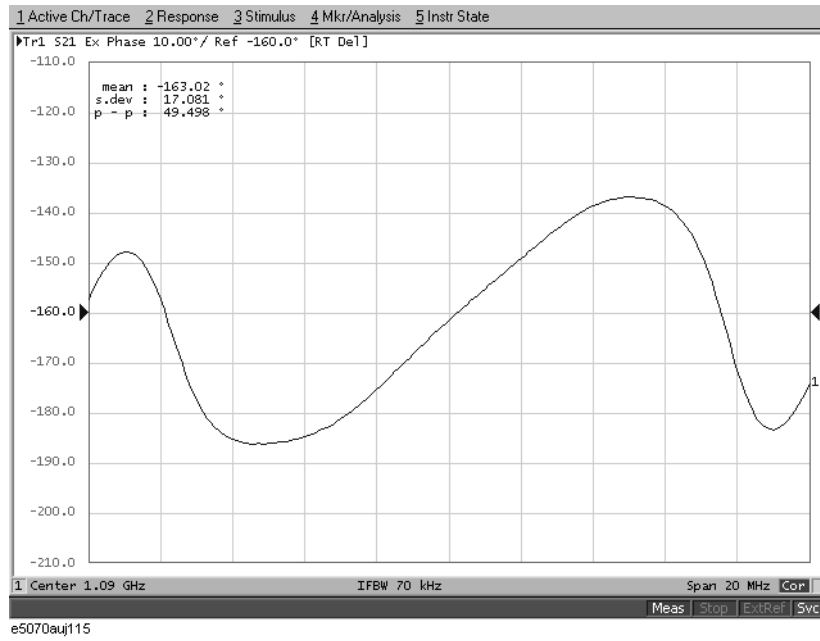 1 Active Ch/Trace 2 Response 3 Stimulus 4 Mkr/Analysis 5 Instr State
Tr1 S21 Ex Phase 10.00°/ Ref -160.0° [RT Del]
-110.0
mean : -163.02 °
s.dev : 17.081 °
p - p : 49.498 °
-120.0
-130.0
-140.0
-150.0
-160.0
-170.0
1
-180.0
-190.0
-200.0
-210.0
1 Center 1.09 GHz IFBW 70 kHz Span 20 MHz Cor
Meas Stop ExtRef Svc
e5070auj115